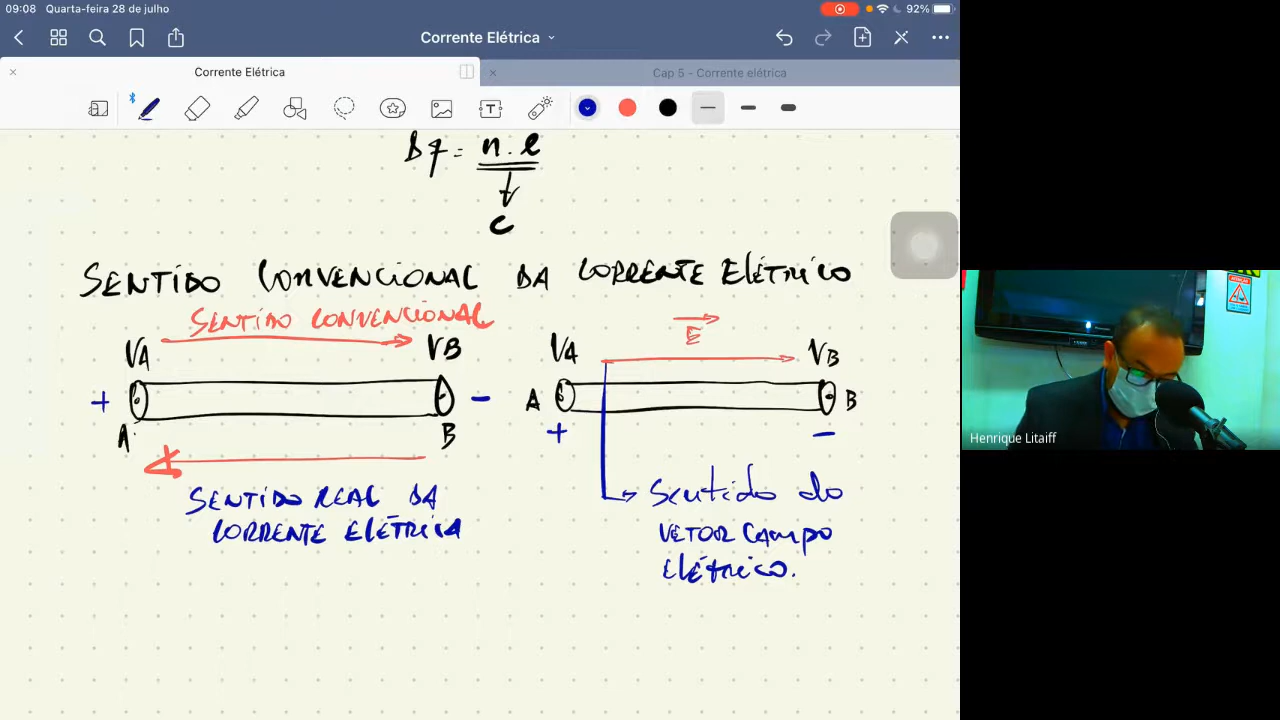 09:08 Quarta-feira 28 de julho
92%
Corrente Elétrica
Corrente Elétrica
Cap 5 - Corrente elétrica
T
Δq = n . e
C
SENTIDO CONVENCIONAL DA CORRENTE ELÉTRICO
SENTIDO CONVENCIONAL
E
VA VB
VA VB
+ -
A B
A B
+ -
SENTIDO REAL DA
CORRENTE ELÉTRICA
Sentido do
VETOR CAMPO
ELÉTRICO.
Henrique Litaiff